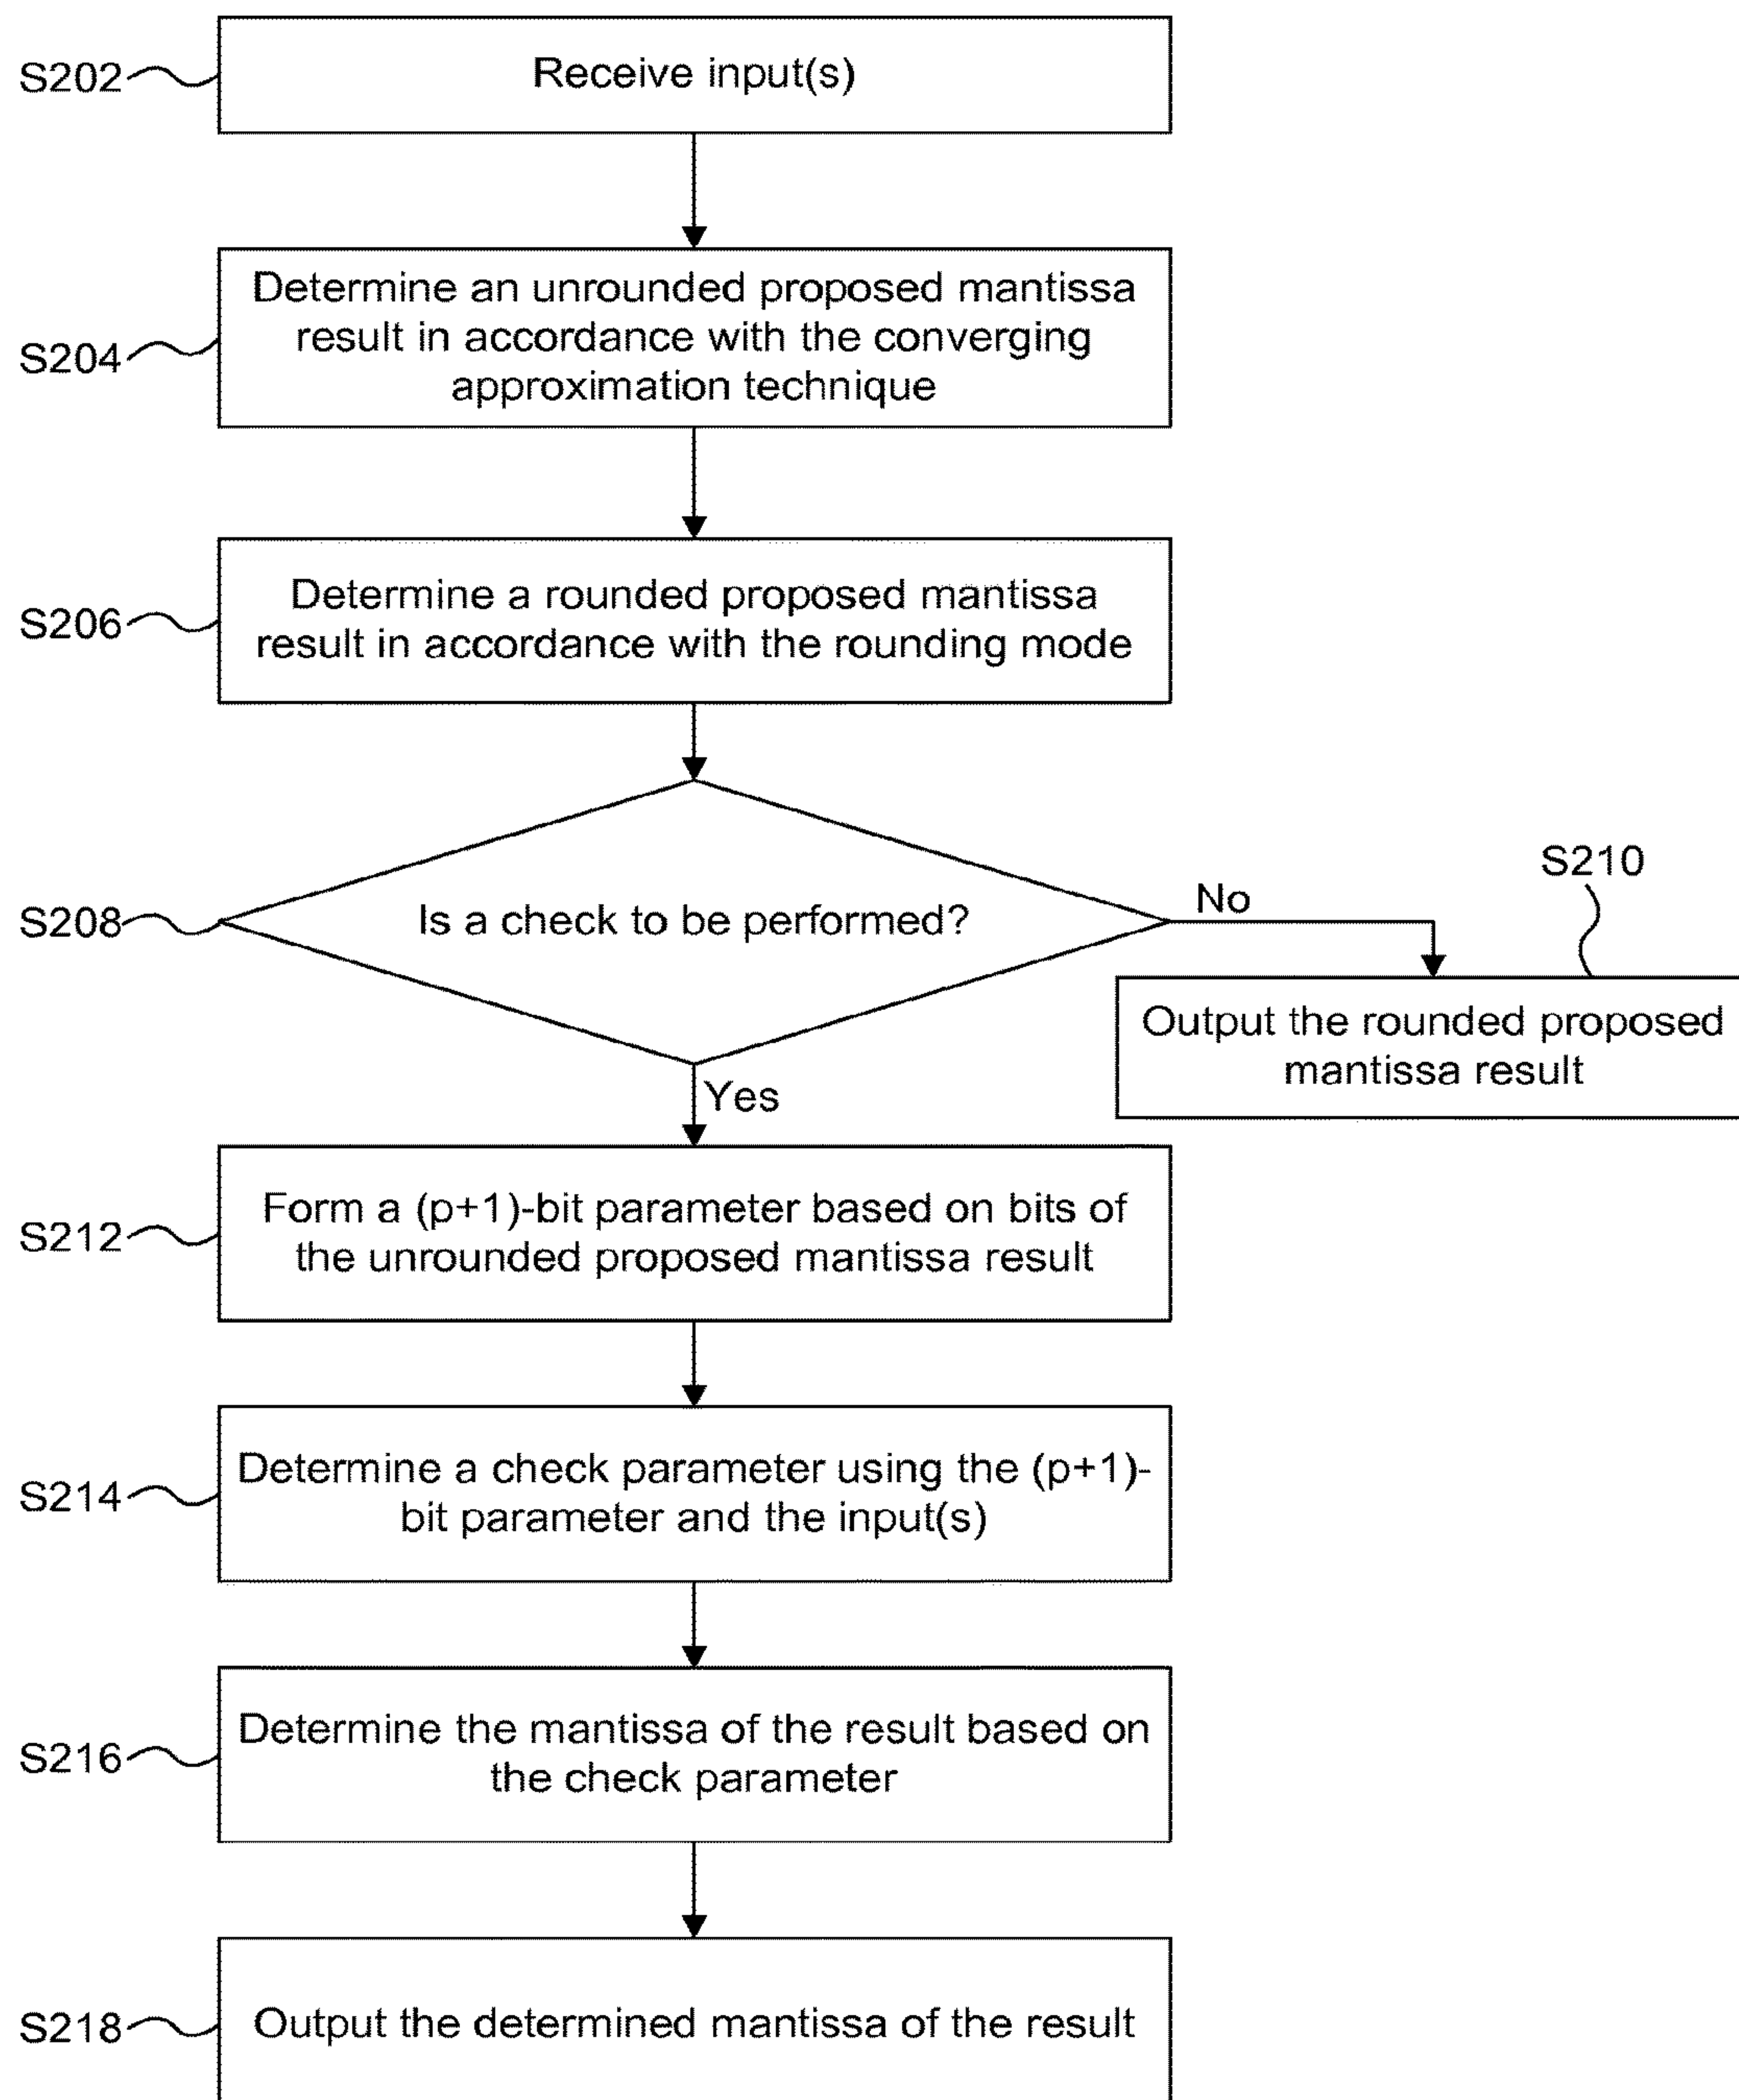 S202
Receive input(s)
S204
Determine an unrounded proposed mantissa
result in accordance with the converging
approximation technique
S206
Determine a rounded proposed mantissa
result in accordance with the rounding mode
S208
Is a check to be performed?
No
S210
Output the rounded proposed
mantissa result
Yes
S212
Form a (p+1)-bit parameter based on bits of
the unrounded proposed mantissa result
S214
Determine a check parameter using the (p+1)-
bit parameter and the input(s)
S216
Determine the mantissa of the result based on
the check parameter
S218
Output the determined mantissa of the result